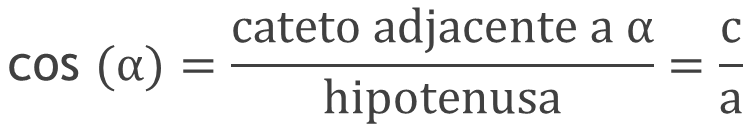 cos (α) = cateto adjacente a α / hipotenusa = c / a